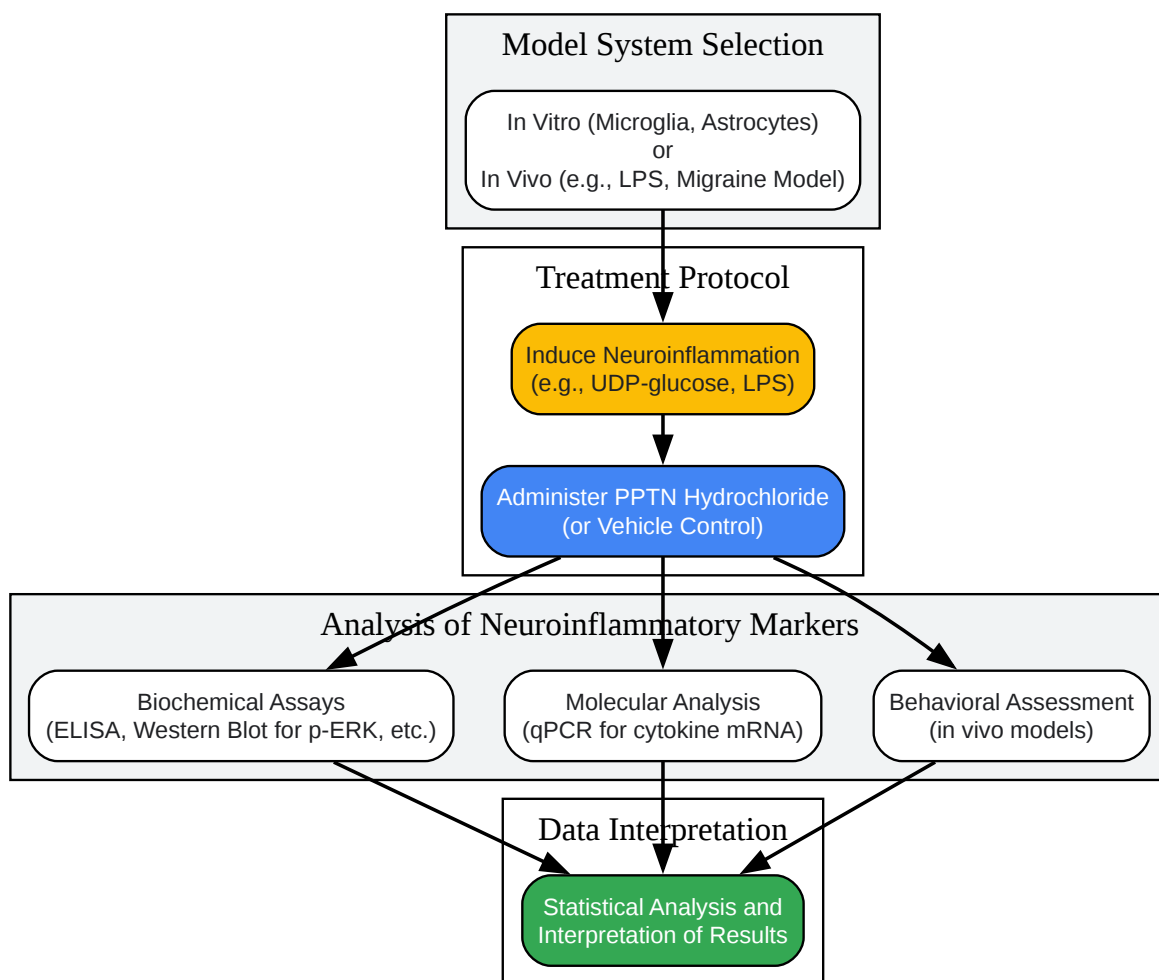 Model System Selection
In Vitro (Microglia, Astrocytes)
or
In Vivo (e.g., LPS, Migraine Model)
Treatment Protocol
Induce Neuroinflammation
(e.g., UDP-glucose, LPS)
Administer PPTN Hydrochloride
(or Vehicle Control)
Analysis of Neuroinflammatory Markers
Biochemical Assays
(ELISA, Western Blot for p-ERK, etc.)
Molecular Analysis
(qPCR for cytokine mRNA)
Behavioral Assessment
(in vivo models)
Data Interpretation
Statistical Analysis and
Interpretation of Results